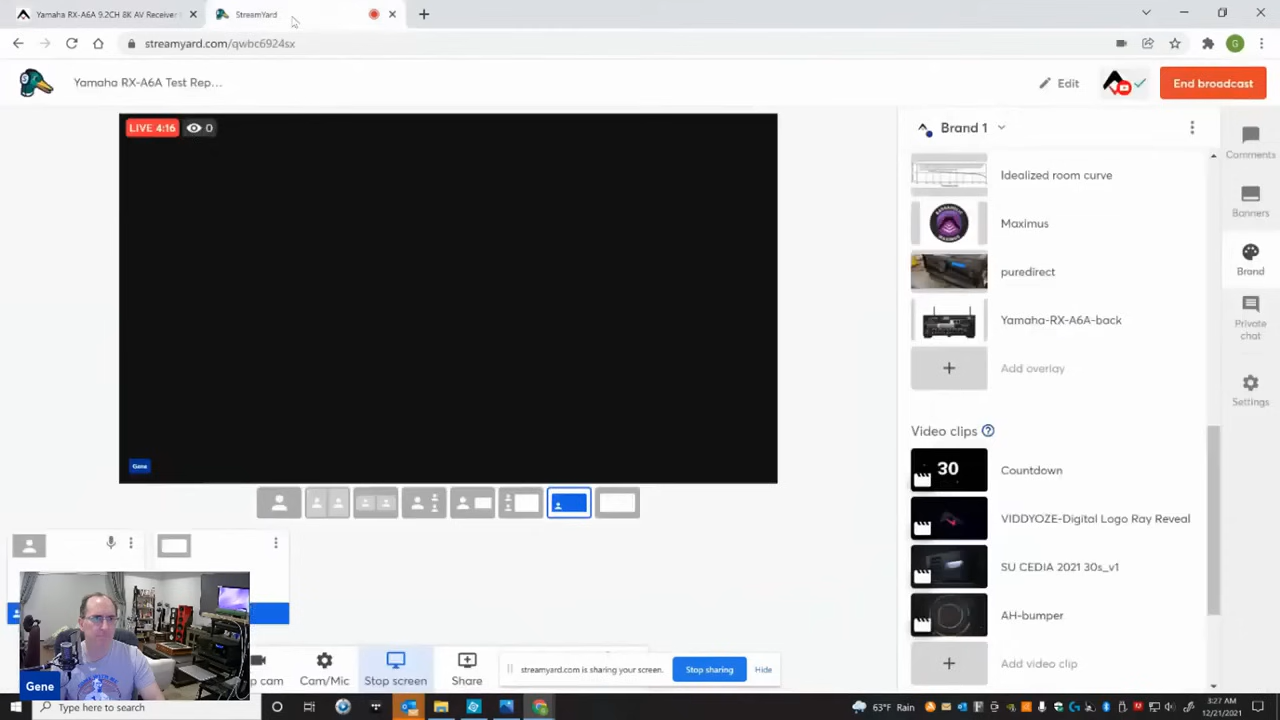 Yamaha RX-A6A 9.2CH 8K AV Receiver
StreamYard
streamyard.com/qwbc6924sx
G
Yamaha RX-A6A Test Rep...
Edit
End broadcast
LIVE 4:16
0
Brand 1
Comments
Idealized room curve
Banners
Maximus
Brand
puredirect
Private chat
Yamaha-RX-A6A-back
Add overlay
Settings
Video clips
30
Countdown
Gene
VIDDYOZE-Digital Logo Ray Reveal
SU CEDIA 2021 30s_v1
AH-bumper
Add video clip
Cam/Mic
Stop screen
Share
streamyard.com is sharing your screen.
Stop sharing
Hide
Gene
Type here to search
63°F Rain
3:27 AM
12/21/2021